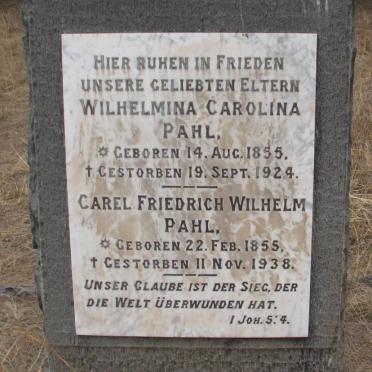 HIER RUHEN IN FRIEDEN
UNSERE GELIEBTEN ELTERN
WILHELMINA CAROLINA
PAHL,
✡ GEBOREN 14. AUG. 1855.
† GESTORBEN 19. SEPT. 1924.
CAREL FRIEDRICH WILHELM
PAHL,
✡ GEBOREN 22. FEB. 1855.
† GESTORBEN 11 NOV. 1938.
UNSER GLAUBE IST DER SIEG, DER
DIE WELT ÜBERWUNDEN HAT.
I JOH. 5:4.